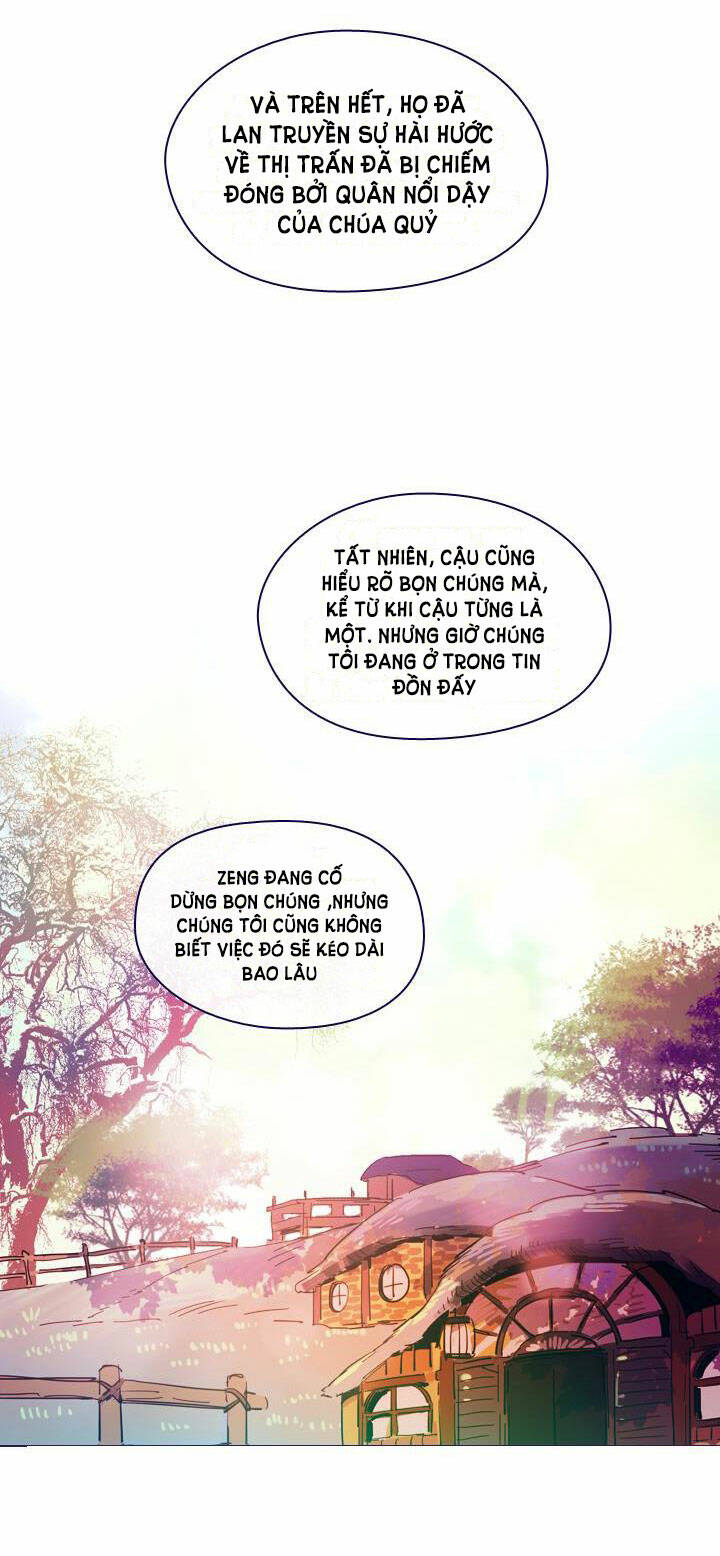 VÀ TRÊN HẾT, HỌ ĐÃ
LAN TRUYỀN SỰ HÀI HƯỚC
VỀ THỊ TRẤN ĐÃ BỊ CHIẾM
ĐÓNG BỞI QUÂN NỔI DẬY
CỦA CHÚA QUỶ
TẤT NHIÊN, CẬU CŨNG
HIỂU RÕ BỌN CHÚNG MÀ,
KỂ TỪ KHI CẬU TỪNG LÀ
MỘT. NHƯNG GIỜ CHÚNG
TÔI ĐANG Ở TRONG TIN
ĐỒN ĐẤY
ZENG ĐANG CỐ
DỪNG BỌN CHÚNG ,NHƯNG
CHÚNG TÔI CŨNG KHÔNG
BIẾT VIỆC ĐÓ SẼ KÉO DÀI
BAO LÂU